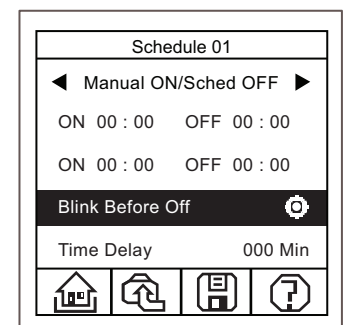 Schedule 01
Manual ON/Sched OFF
ON 00 : 00 OFF 00 : 00
ON 00 : 00 OFF 00 : 00
Blink Before Off
Time Delay 000 Min
?